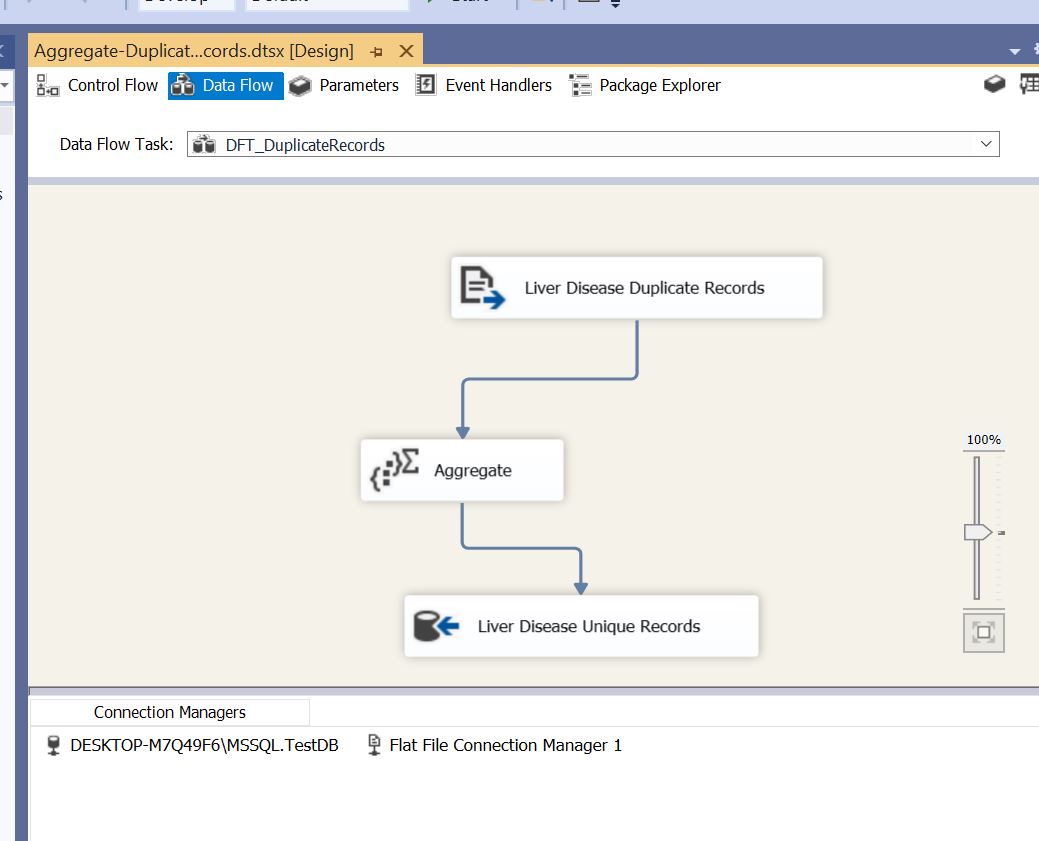 Aggregate-Duplicat...cords.dtsx [Design]
Control Flow Data Flow Parameters Event Handlers Package Explorer
Data Flow Task: DFT_DuplicateRecords
Liver Disease Duplicate Records
Aggregate
100%
Liver Disease Unique Records
Connection Managers
DESKTOP-M7Q49F6\MSSQL.TestDB Flat File Connection Manager 1